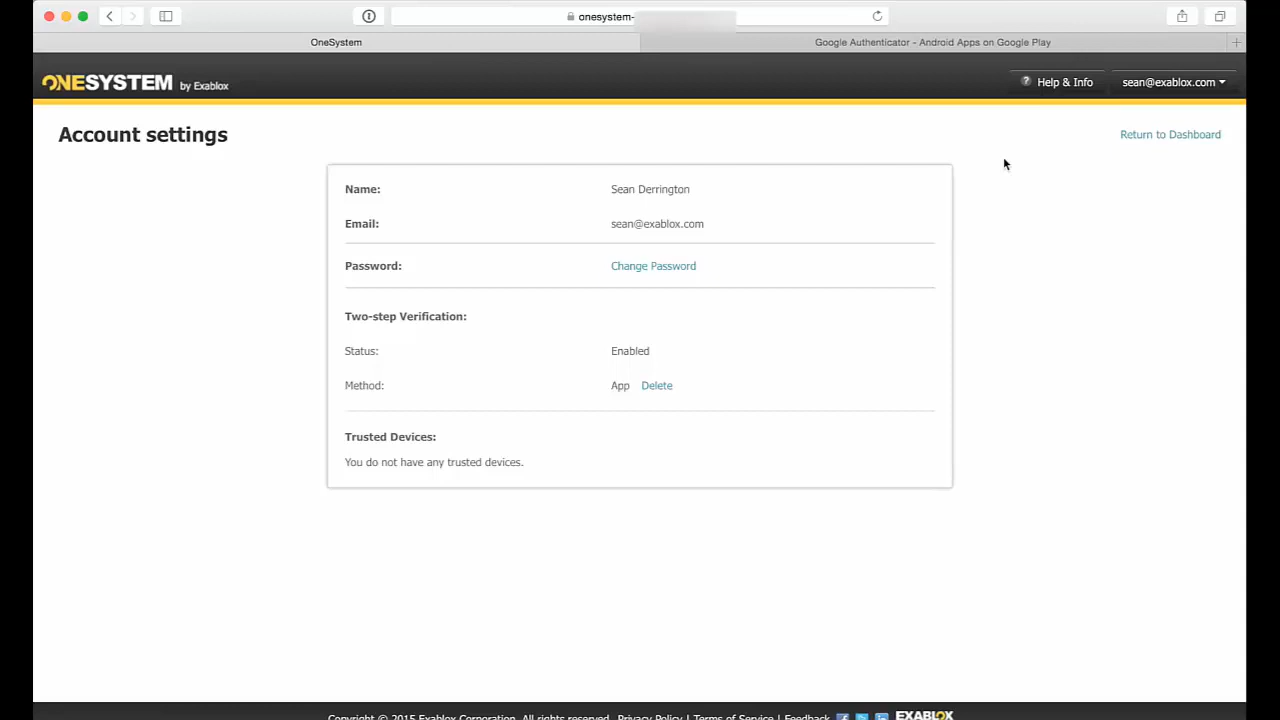 onesystem-
OneSystem
Google Authenticator - Android Apps on Google Play
ONESYSTEM by Exablox
? Help & Info
sean@exablox.com
Account settings
Return to Dashboard
Name: Sean Derrington
Email: sean@exablox.com
Password: Change Password
Two-step Verification:
Status: Enabled
Method: App Delete
Trusted Devices:
You do not have any trusted devices.
Copyright © 2015 Exablox Corporation. All rights reserved. Privacy Policy | Terms of Service | Feedback EXABLOX